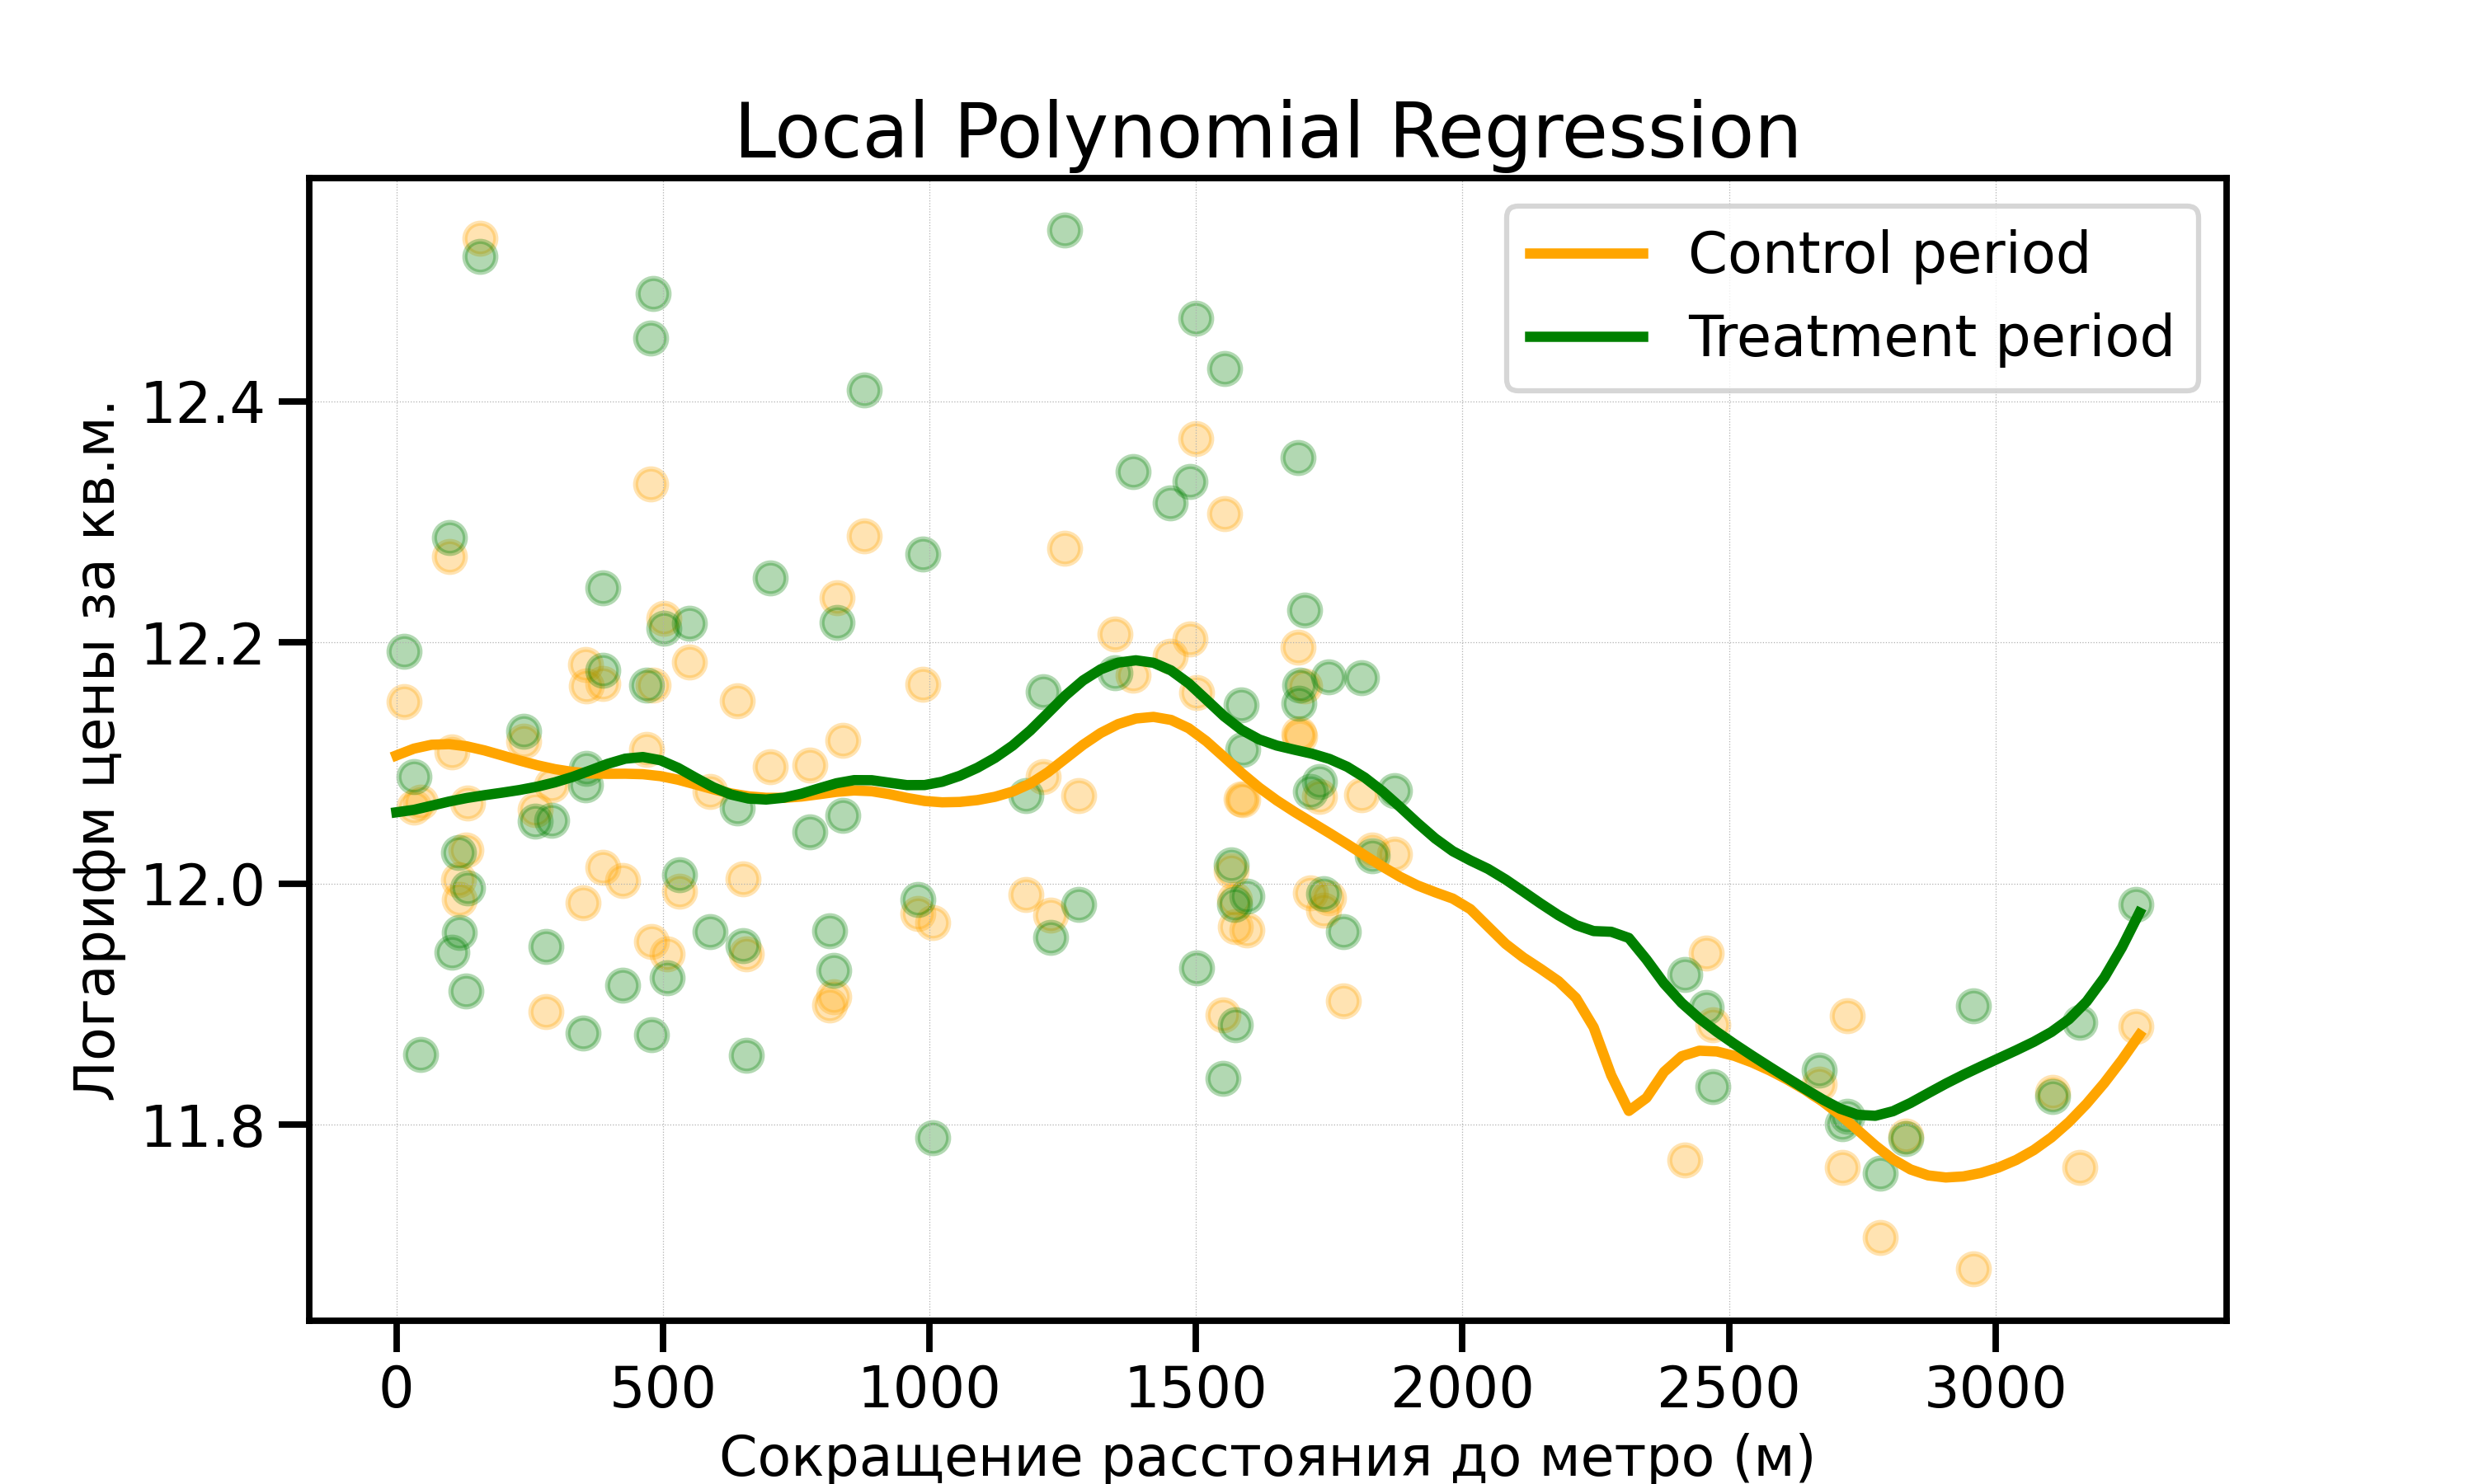 Local Polynomial Regression
Control period
Treatment period
Логарифм цены за кв.м.
12.4
12.2
12.0
11.8
0 500 1000 1500 2000 2500 3000
Сокращение расстояния до метро (м)